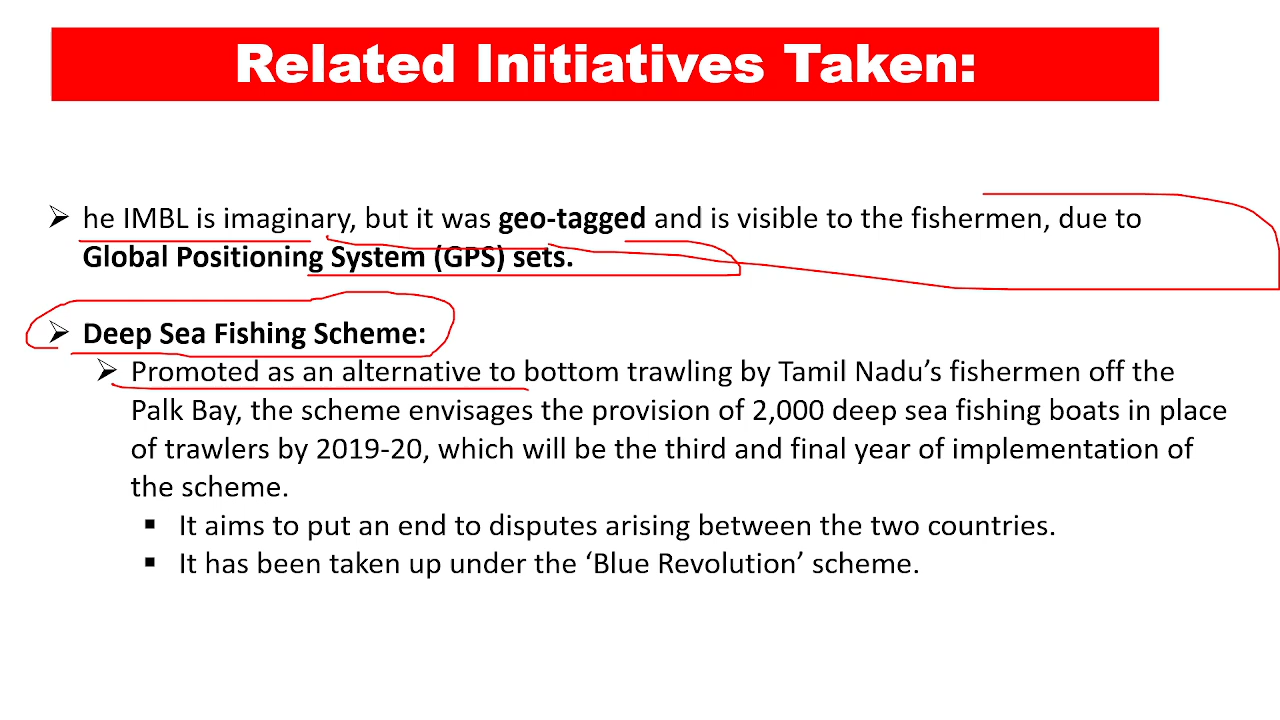 Related Initiatives Taken:
➢ he IMBL is imaginary, but it was geo-tagged and is visible to the fishermen, due to
Global Positioning System (GPS) sets.
➢ Deep Sea Fishing Scheme:
➢ Promoted as an alternative to bottom trawling by Tamil Nadu’s fishermen off the
Palk Bay, the scheme envisages the provision of 2,000 deep sea fishing boats in place
of trawlers by 2019-20, which will be the third and final year of implementation of
the scheme.
▪ It aims to put an end to disputes arising between the two countries.
▪ It has been taken up under the ‘Blue Revolution’ scheme.